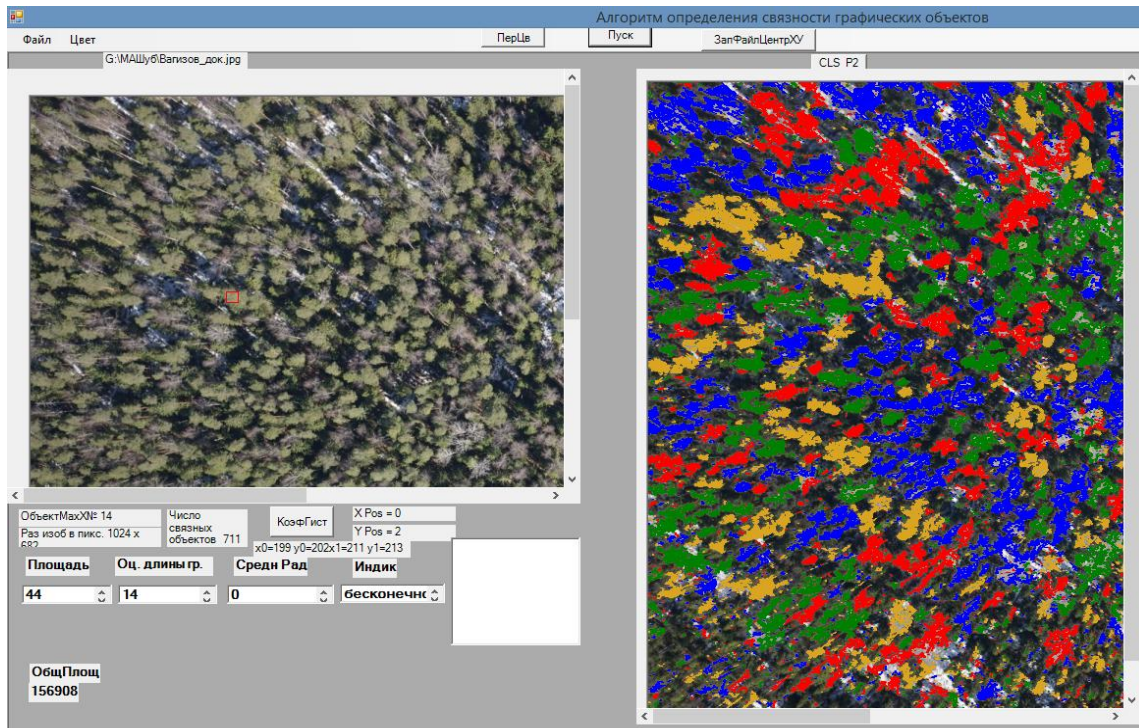 Алгоритм определения связности графических объектов
Файл Цвет ПерЦв Пуск ЗапФайлЦентрХУ
G:\МАШуб\Вагизов_док.jpg
CLS P2
ОбъектМахХ№ 14
Раз изоб в пикс. 1024 x
682
Число
связных
объектов 711
КоэфГист
X Pos = 0
Y Pos = 2
x0=199 y0=202x1=211 y1=213
Площадь Оц. длины гр. Средн Рад Индик
44 14 0 бесконечнс
ОбщПлощ
156908